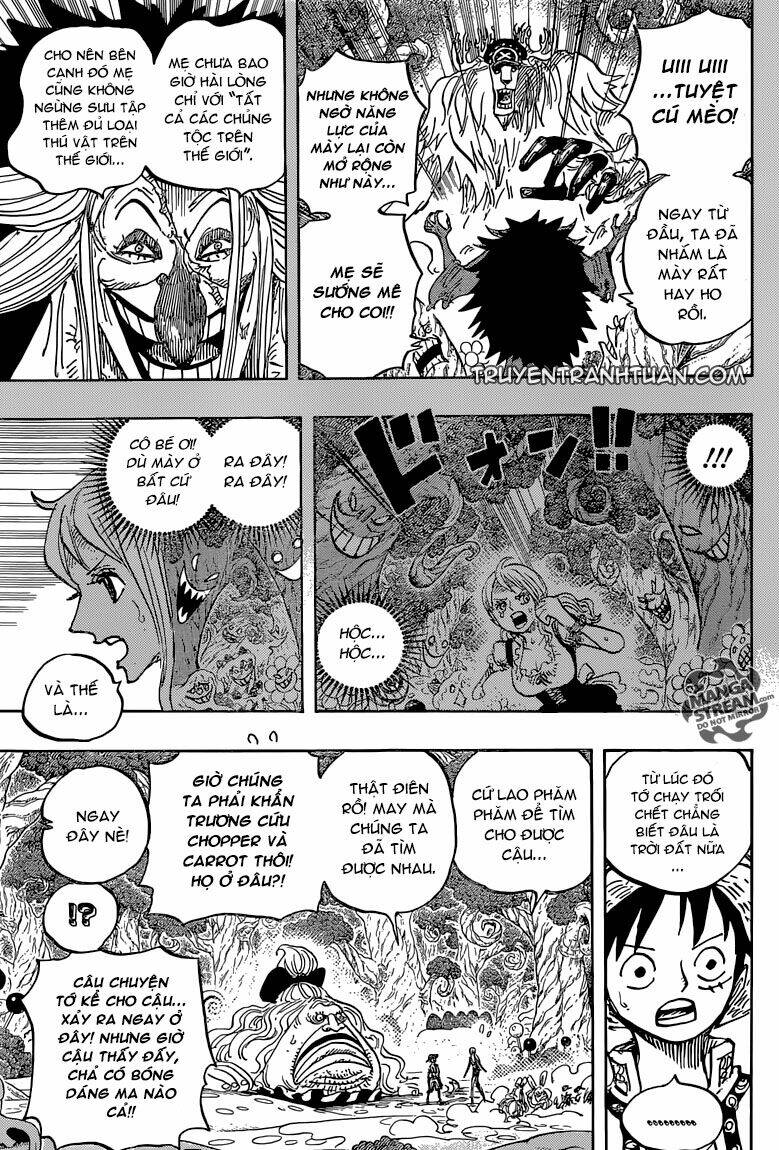 UIII UIII
...TUYỆT
CÚ MÈO!
NGAY TỪ
ĐẦU, TA ĐÃ
NHẮM LÀ
MÀY RẤT
HAY HO
RỒI.
NHƯNG KHÔNG
NGỜ NĂNG
LỰC CỦA
MÀY LẠI CÒN
MỞ RỘNG
NHƯ NÀY...
MẸ SẼ
SƯỚNG MÊ
CHO COI!!
MẸ CHƯA BAO
GIỜ HÀI LÒNG
CHỈ VỚI "TẤT
CẢ CÁC CHỦNG
TỘC TRÊN
THẾ GIỚI".
CHO NÊN BÊN
CẠNH ĐÓ MẸ
CŨNG KHÔNG
NGỪNG SƯU TẬP
THÊM ĐỦ LOẠI
THÚ VẬT TRÊN
THẾ GIỚI...
TRUYENTRANHTUAN.COM
!!!
ドォン!!
HỘC...
HỘC...
RA ĐÂY!
RA ĐÂY!
CÔ BÉ ƠI!
DÙ MÀY Ở
BẤT CỨ
ĐÂU!
VÀ THẾ
LÀ...
MANGA
STREAM.com
DO NOT MIRROR
TỪ LÚC ĐÓ
TỚ CHẠY TRỐI
CHẾT CHẲNG
BIẾT ĐÂU LÀ
TRỜI ĐẤT NỮA
...
.........
CỨ LAO PHĂM
PHĂM ĐỂ TÌM
CHO ĐƯỢC
CẬU...
THẬT ĐIÊN
RỒ! MAY MÀ
CHÚNG TA
ĐÃ TÌM
ĐƯỢC NHAU.
GIỜ CHÚNG
TA PHẢI KHẨN
TRƯƠNG CỨU
CHOPPER VÀ
CARROT THÔI!
HỌ Ở ĐÂU?!
NGAY
ĐÂY NÈ!
!?
CÂU CHUYỆN
TỚ KỂ CHO CẬU...
XẢY RA NGAY Ở
ĐÂY! NHƯNG GIỜ
CẬU THẤY ĐẤY,
CHẢ CÓ BÓNG
DÁNG MA NÀO
CẢ!!